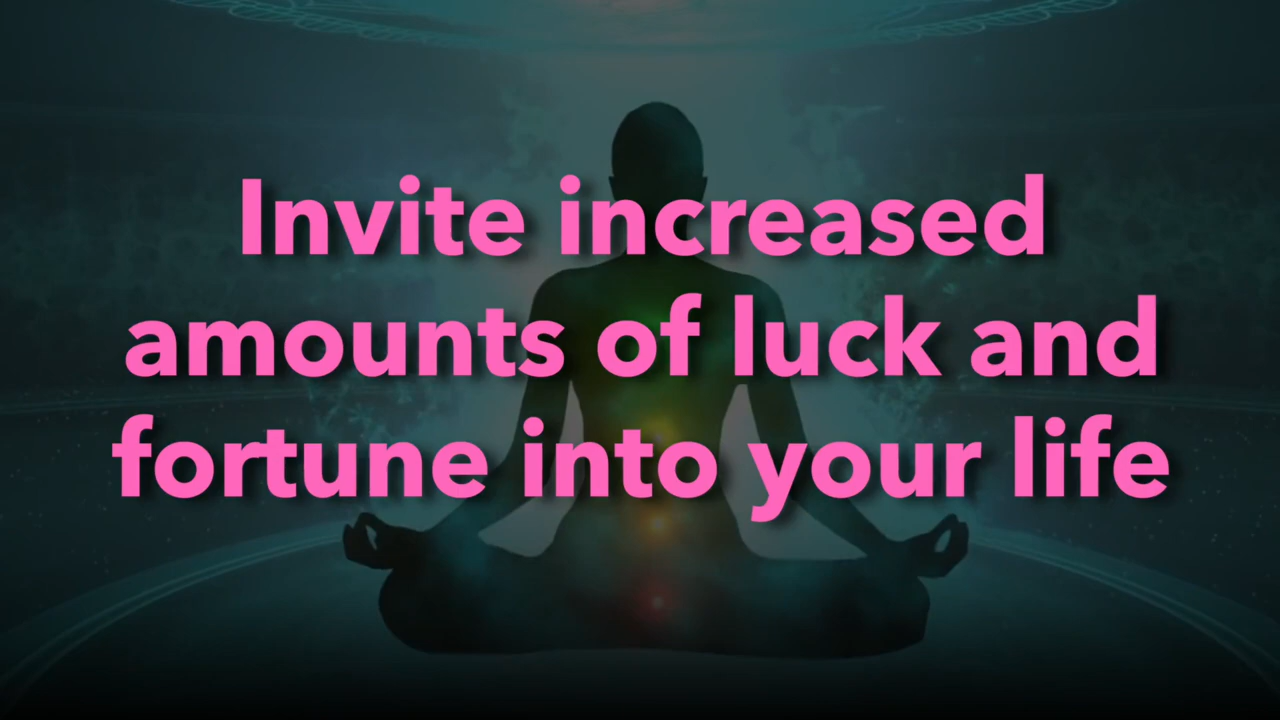 Invite increased
amounts of luck and
fortune into your life